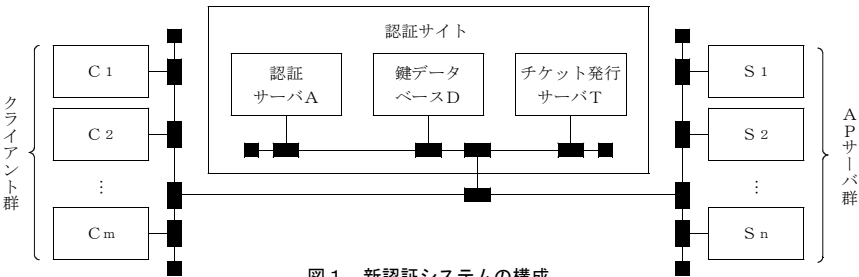 認証サイト
認証
サーバA
鍵データ
ベースD
チケット発行
サーバT
クライアント群
C1
C2
⋮
Cm
S1
S2
⋮
Sn
APサーバ群
図1 新認証システムの構成